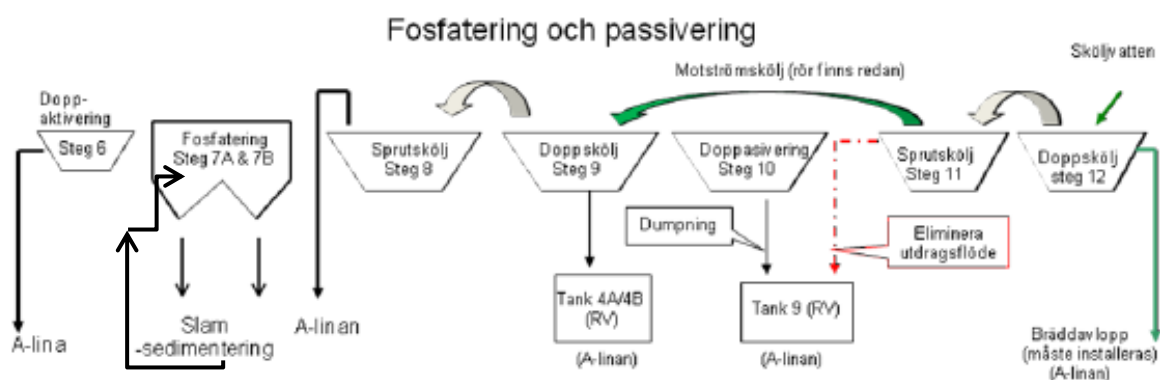 Fosfatering och passivering
Sköljvatten
Motströmskölj (rör finns redan)
Dopp-
aktivering
Steg 6
Fosfatering
Steg 7A & 7B
Sprutskölj
Steg 8
Doppskölj
Steg 9
Doppasivering
Steg 10
Sprutskölj
Steg 11
Doppskölj
steg 12
Dumpning
Eliminera
utdragsflöde
Tank 4A/4B
(RV)
Tank 9 (RV)
A-lina
Slam
-sedimentering
A-linan
(A-linan)
(A-linan)
Bräddavlopp
(måste installeras)
(A-linan)